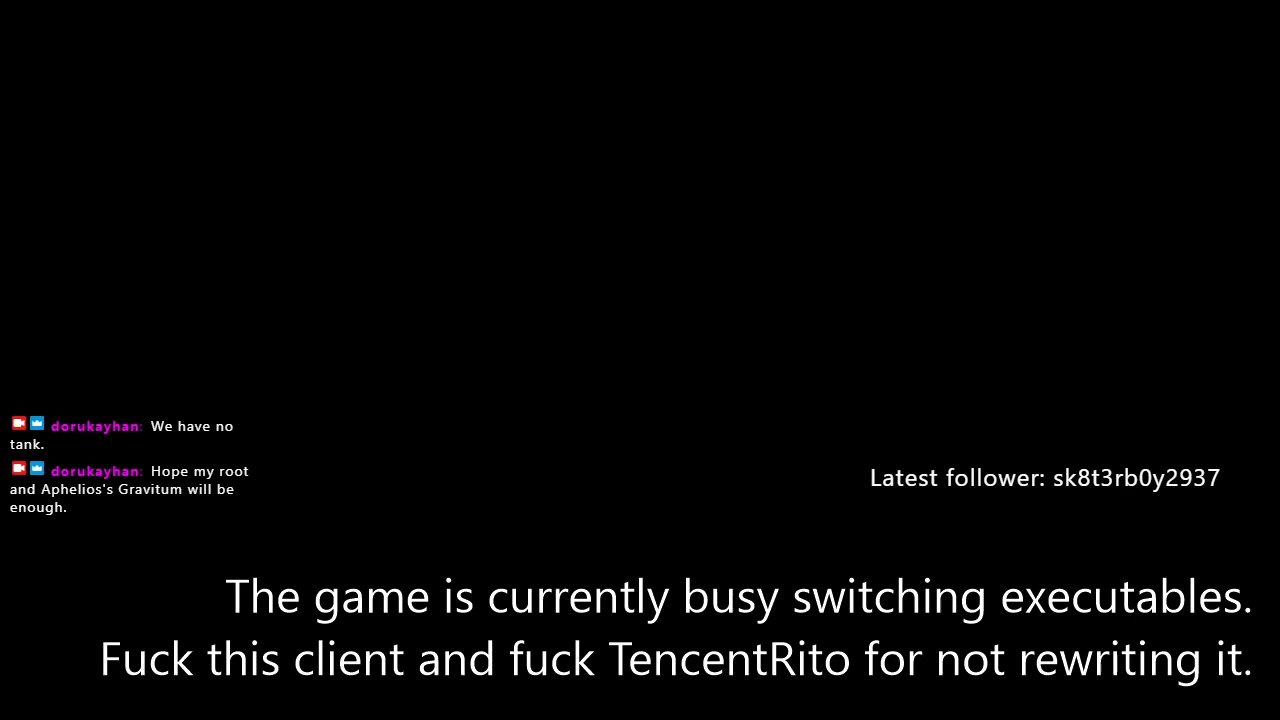 dorukayhan: We have no
tank.
dorukayhan: Hope my root
and Aphelios's Gravitum will be
enough.
Latest follower: sk8t3rb0y2937
The game is currently busy switching executables.
Fuck this client and fuck TencentRito for not rewriting it.